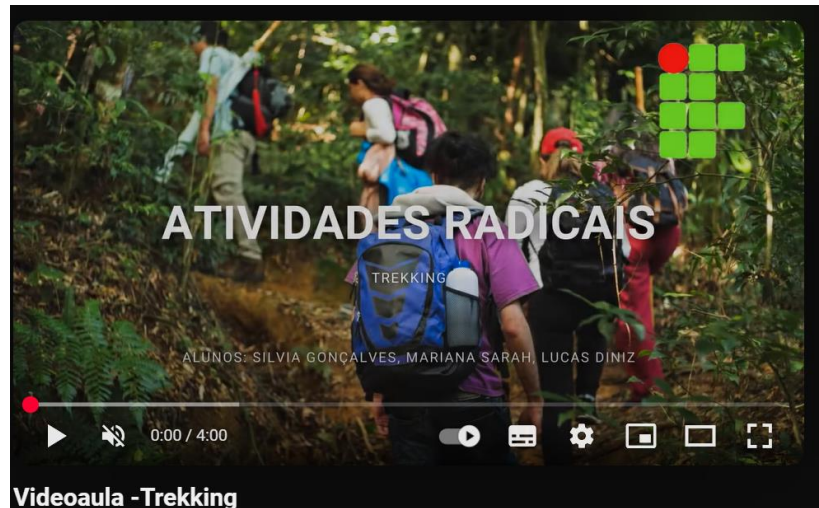 ATIVIDADES RADICAIS
TREKKING
ALUNOS: SILVIA GONÇALVES, MARIANA SARAH, LUCAS DINIZ
0:00 / 4:00
Videoaula -Trekking